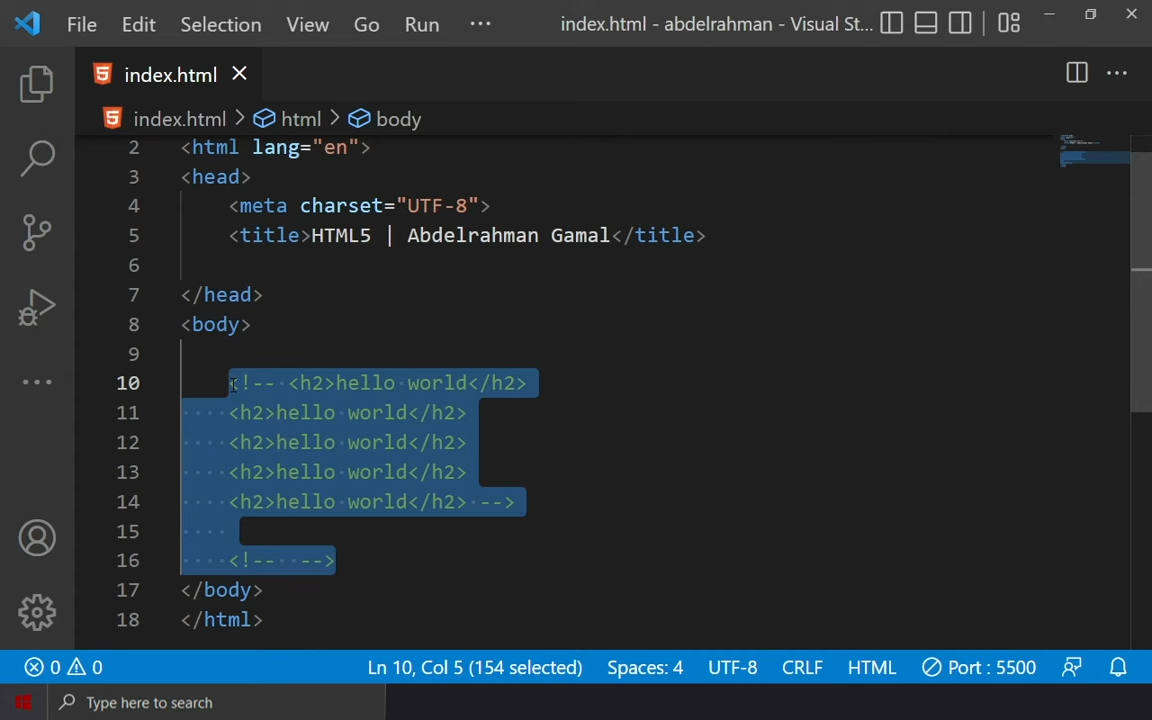 File Edit Selection View Go Run ··· index.html - abdelrahman - Visual St...
index.html
index.html > html > body
2 <html lang="en">
3 <head>
4 <meta charset="UTF-8">
5 <title>HTML5 | Abdelrahman Gamal</title>
6
7 </head>
8 <body>
9
10 <!-- <h2>hello world</h2>
11 <h2>hello world</h2>
12 <h2>hello world</h2>
13 <h2>hello world</h2>
14 <h2>hello world</h2> -->
15
16 <!--  -->
17 </body>
18 </html>
0 0 Ln 10, Col 5 (154 selected) Spaces: 4 UTF-8 CRLF HTML Port : 5500
Type here to search